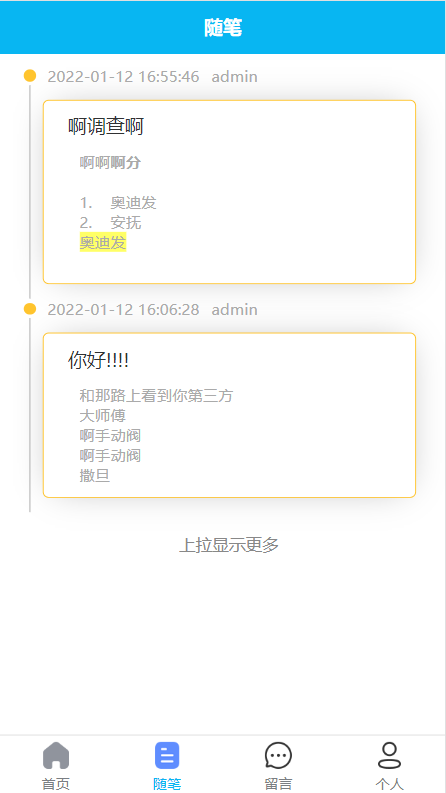 随笔
2022-01-12 16:55:46 admin
啊调查啊
啊啊啊分
1. 奥迪发
2. 安抚
奥迪发
2022-01-12 16:06:28 admin
你好!!!!
和那路上看到你第三方
大师傅
啊手动阀
啊手动阀
撒旦
上拉显示更多
首页 随笔 留言 个人